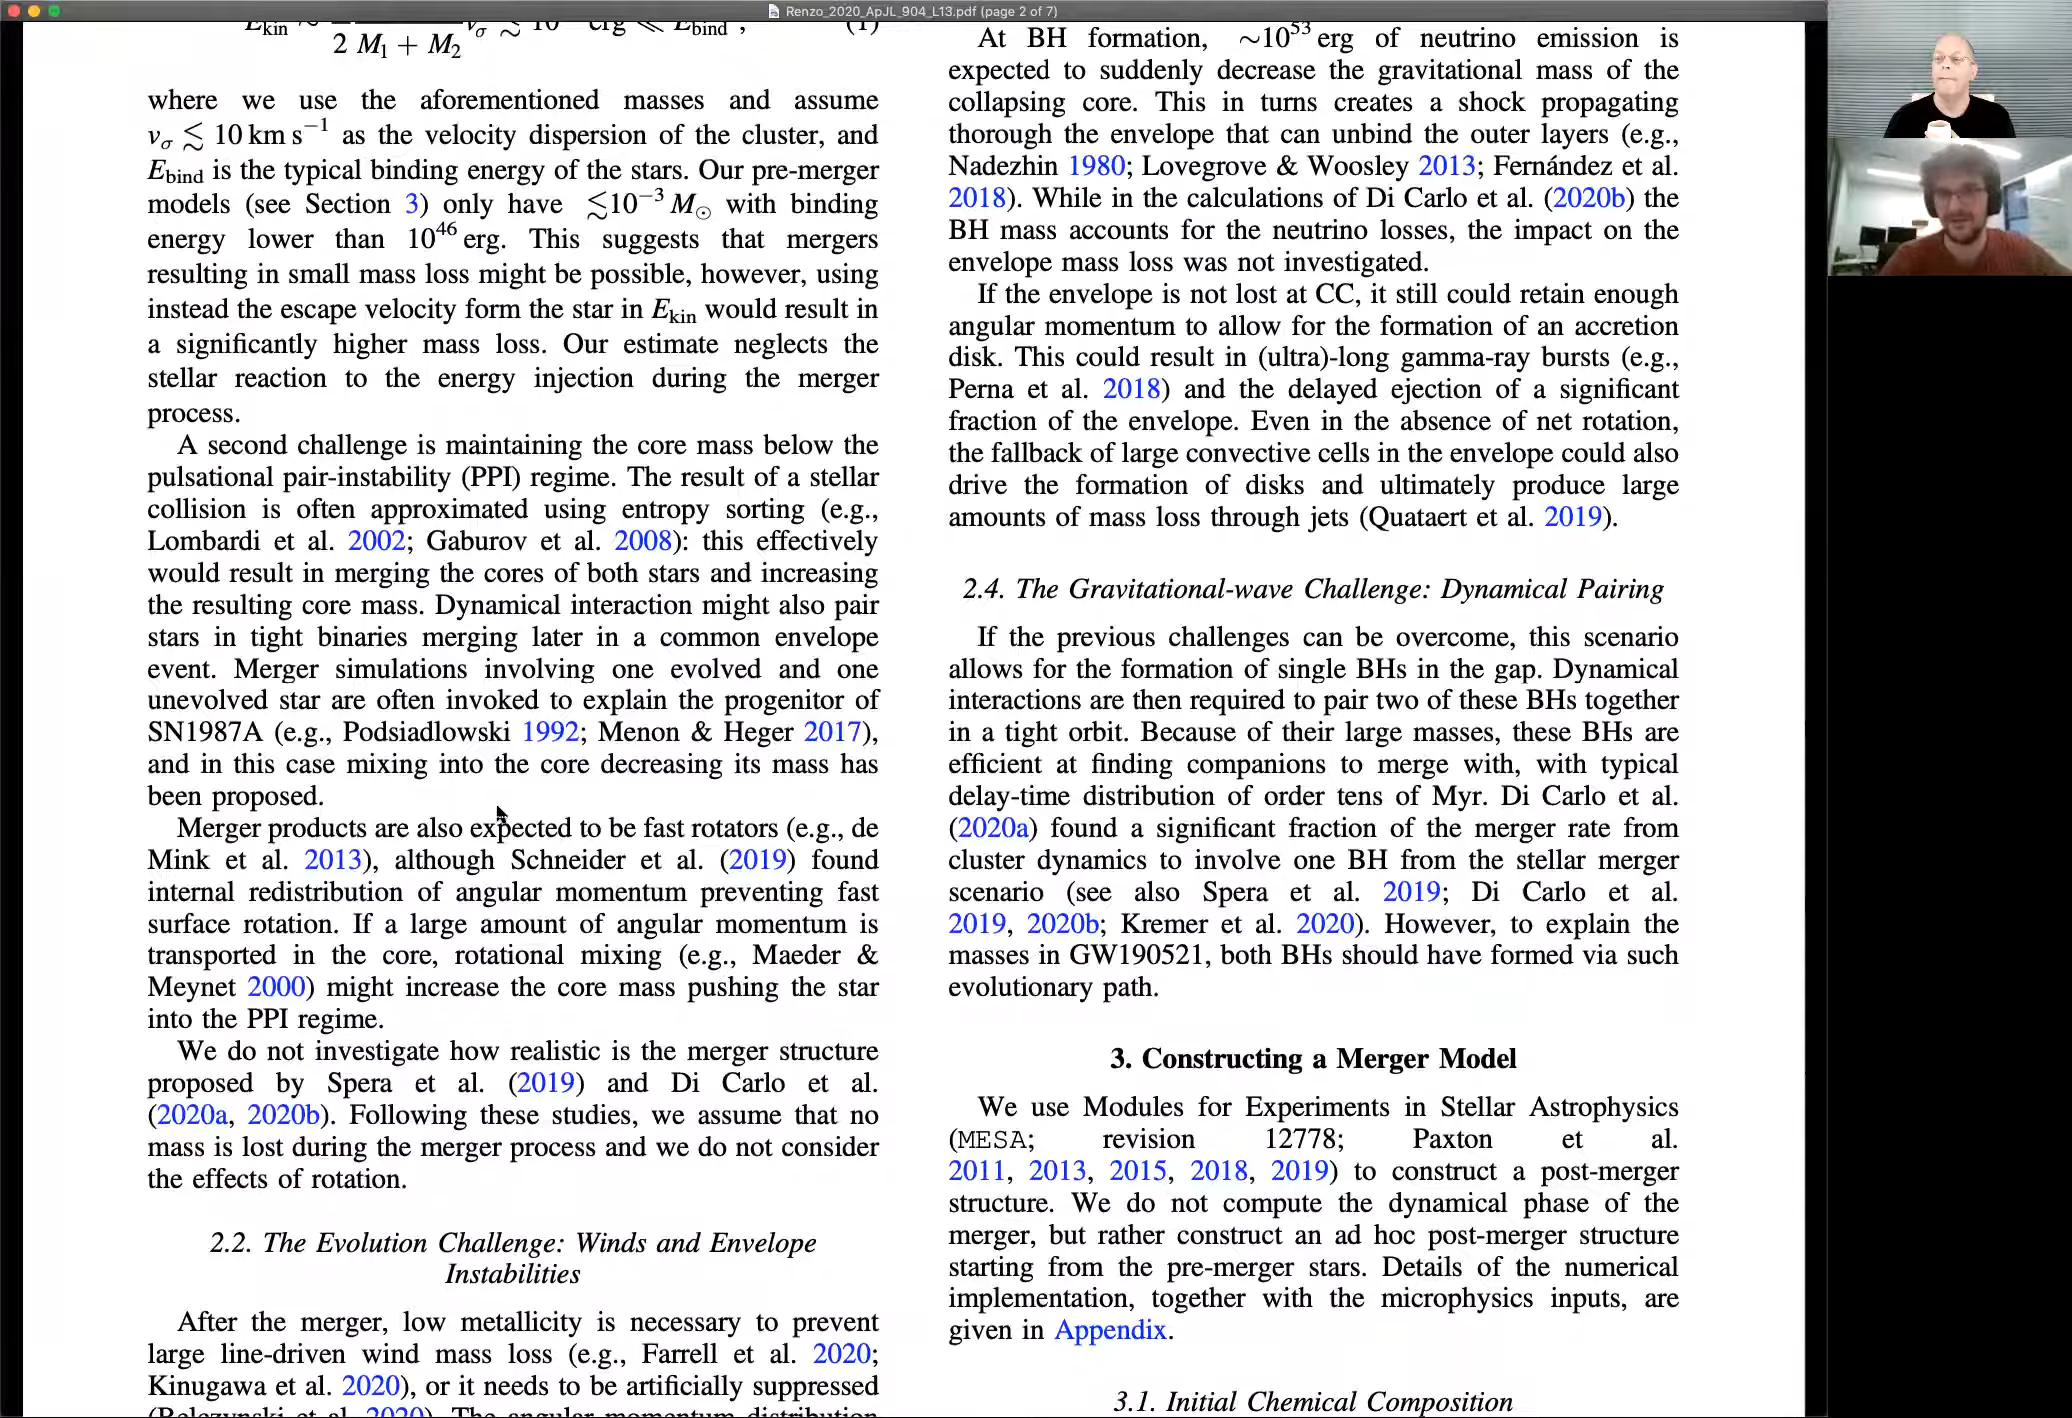 Renzo_2020_ApJL_904_L13.pdf (page 2 of 7)
2 M1 + M2
where we use the aforementioned masses and assume
vσ ≲ 10 km s−1 as the velocity dispersion of the cluster, and
Ebind is the typical binding energy of the stars. Our pre-merger
models (see Section 3) only have ≲10−3 M⊙ with binding
energy lower than 10^46 erg. This suggests that mergers
resulting in small mass loss might be possible, however, using
instead the escape velocity form the star in Ekin would result in
a significantly higher mass loss. Our estimate neglects the
stellar reaction to the energy injection during the merger
process.
A second challenge is maintaining the core mass below the
pulsational pair-instability (PPI) regime. The result of a stellar
collision is often approximated using entropy sorting (e.g.,
Lombardi et al. 2002; Gaburov et al. 2008): this effectively
would result in merging the cores of both stars and increasing
the resulting core mass. Dynamical interaction might also pair
stars in tight binaries merging later in a common envelope
event. Merger simulations involving one evolved and one
unevolved star are often invoked to explain the progenitor of
SN1987A (e.g., Podsiadlowski 1992; Menon & Heger 2017),
and in this case mixing into the core decreasing its mass has
been proposed.
Merger products are also expected to be fast rotators (e.g., de
Mink et al. 2013), although Schneider et al. (2019) found
internal redistribution of angular momentum preventing fast
surface rotation. If a large amount of angular momentum is
transported in the core, rotational mixing (e.g., Maeder &
Meynet 2000) might increase the core mass pushing the star
into the PPI regime.
We do not investigate how realistic is the merger structure
proposed by Spera et al. (2019) and Di Carlo et al.
(2020a, 2020b). Following these studies, we assume that no
mass is lost during the merger process and we do not consider
the effects of rotation.
2.2. The Evolution Challenge: Winds and Envelope
Instabilities
After the merger, low metallicity is necessary to prevent
large line-driven wind mass loss (e.g., Farrell et al. 2020;
Kinugawa et al. 2020), or it needs to be artificially suppressed
(Belczynski et al. 2020). The angular momentum distribution
At BH formation, ∼10^53 erg of neutrino emission is
expected to suddenly decrease the gravitational mass of the
collapsing core. This in turns creates a shock propagating
thorough the envelope that can unbind the outer layers (e.g.,
Nadezhin 1980; Lovegrove & Woosley 2013; Fernández et al.
2018). While in the calculations of Di Carlo et al. (2020b) the
BH mass accounts for the neutrino losses, the impact on the
envelope mass loss was not investigated.
If the envelope is not lost at CC, it still could retain enough
angular momentum to allow for the formation of an accretion
disk. This could result in (ultra)-long gamma-ray bursts (e.g.,
Perna et al. 2018) and the delayed ejection of a significant
fraction of the envelope. Even in the absence of net rotation,
the fallback of large convective cells in the envelope could also
drive the formation of disks and ultimately produce large
amounts of mass loss through jets (Quataert et al. 2019).
2.4. The Gravitational-wave Challenge: Dynamical Pairing
If the previous challenges can be overcome, this scenario
allows for the formation of single BHs in the gap. Dynamical
interactions are then required to pair two of these BHs together
in a tight orbit. Because of their large masses, these BHs are
efficient at finding companions to merge with, with typical
delay-time distribution of order tens of Myr. Di Carlo et al.
(2020a) found a significant fraction of the merger rate from
cluster dynamics to involve one BH from the stellar merger
scenario (see also Spera et al. 2019; Di Carlo et al.
2019, 2020b; Kremer et al. 2020). However, to explain the
masses in GW190521, both BHs should have formed via such
evolutionary path.
3. Constructing a Merger Model
We use Modules for Experiments in Stellar Astrophysics
(MESA; revision 12778; Paxton et al.
2011, 2013, 2015, 2018, 2019) to construct a post-merger
structure. We do not compute the dynamical phase of the
merger, but rather construct an ad hoc post-merger structure
starting from the pre-merger stars. Details of the numerical
implementation, together with the microphysics inputs, are
given in Appendix.
3.1. Initial Chemical Composition